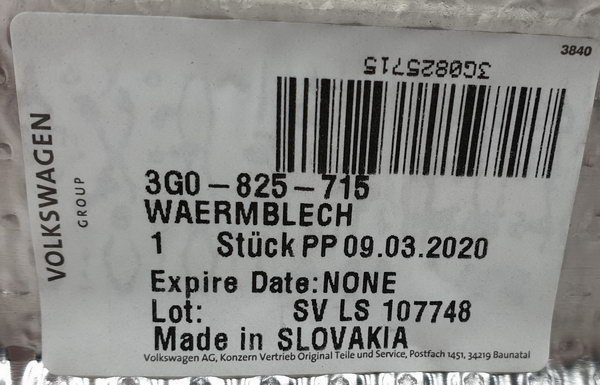 3840
3G0825715
VOLKSWAGEN
GROUP
3G0-825-715
WAERMBLECH
1 Stück PP 09.03.2020
Expire Date:NONE
Lot: SV LS 107748
Made in SLOVAKIA
Volkswagen AG, Konzern Vertrieb Original Teile und Service, Postfach 1451, 34219 Baunatal